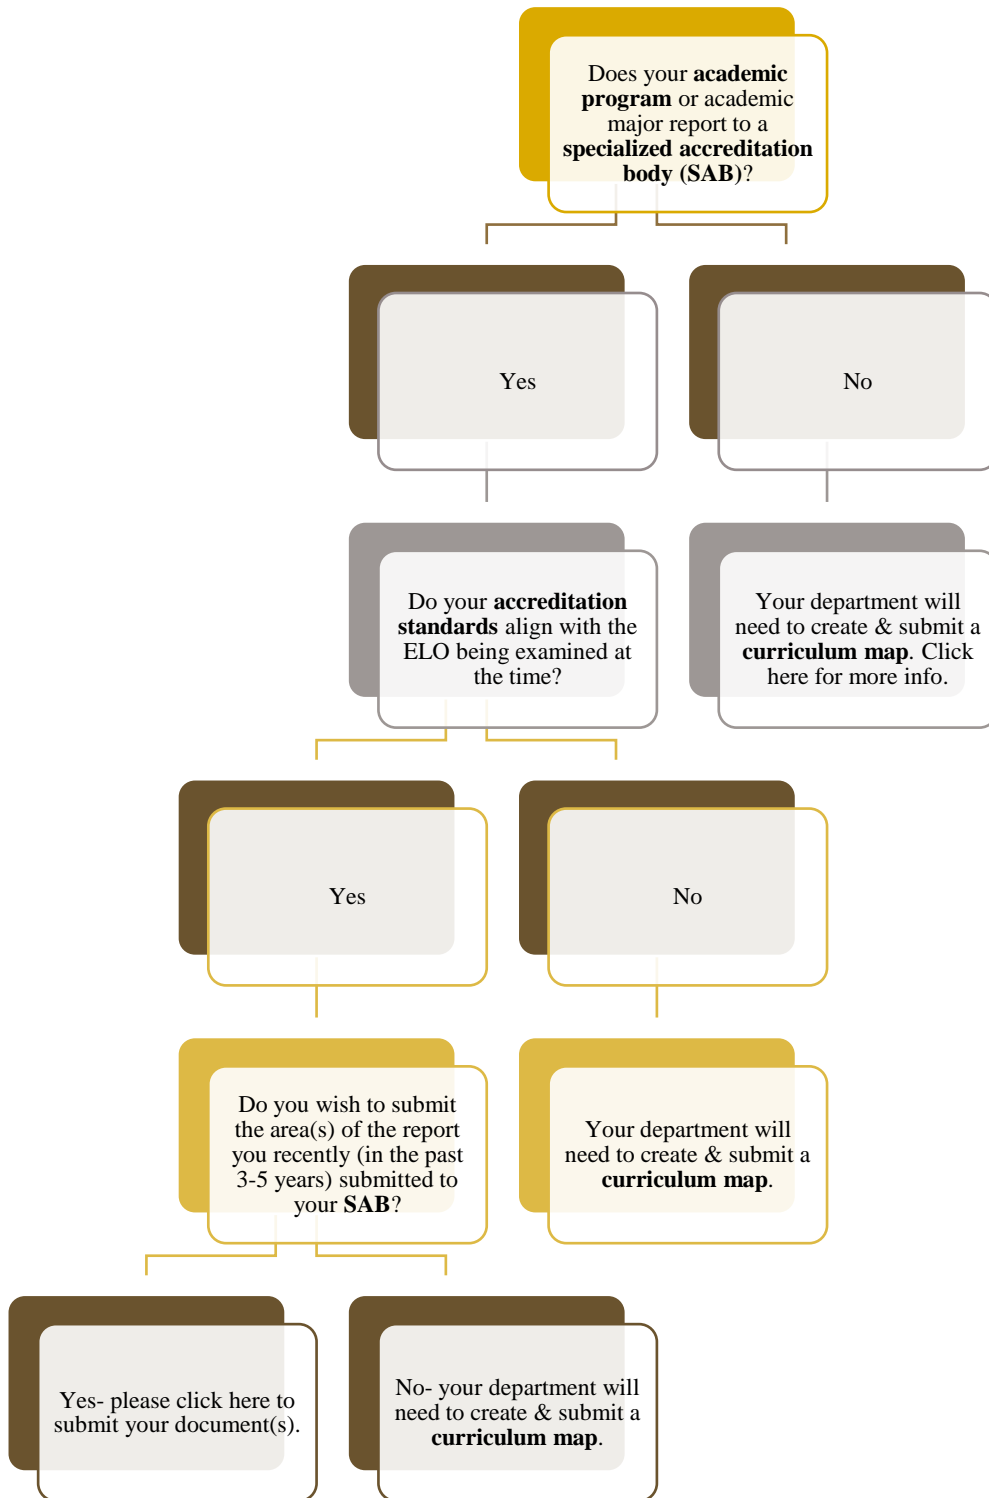 Does your academic
program or academic
major report to a
specialized accreditation
body (SAB)?
Yes
No
Do your accreditation
standards align with the
ELO being examined at
the time?
Your department will
need to create & submit a
curriculum map. Click
here for more info.
Yes
No
Do you wish to submit
the area(s) of the report
you recently (in the past
3-5 years) submitted to
your SAB?
Your department will
need to create & submit a
curriculum map.
Yes- please click here to
submit your document(s).
No- your department will
need to create & submit a
curriculum map.